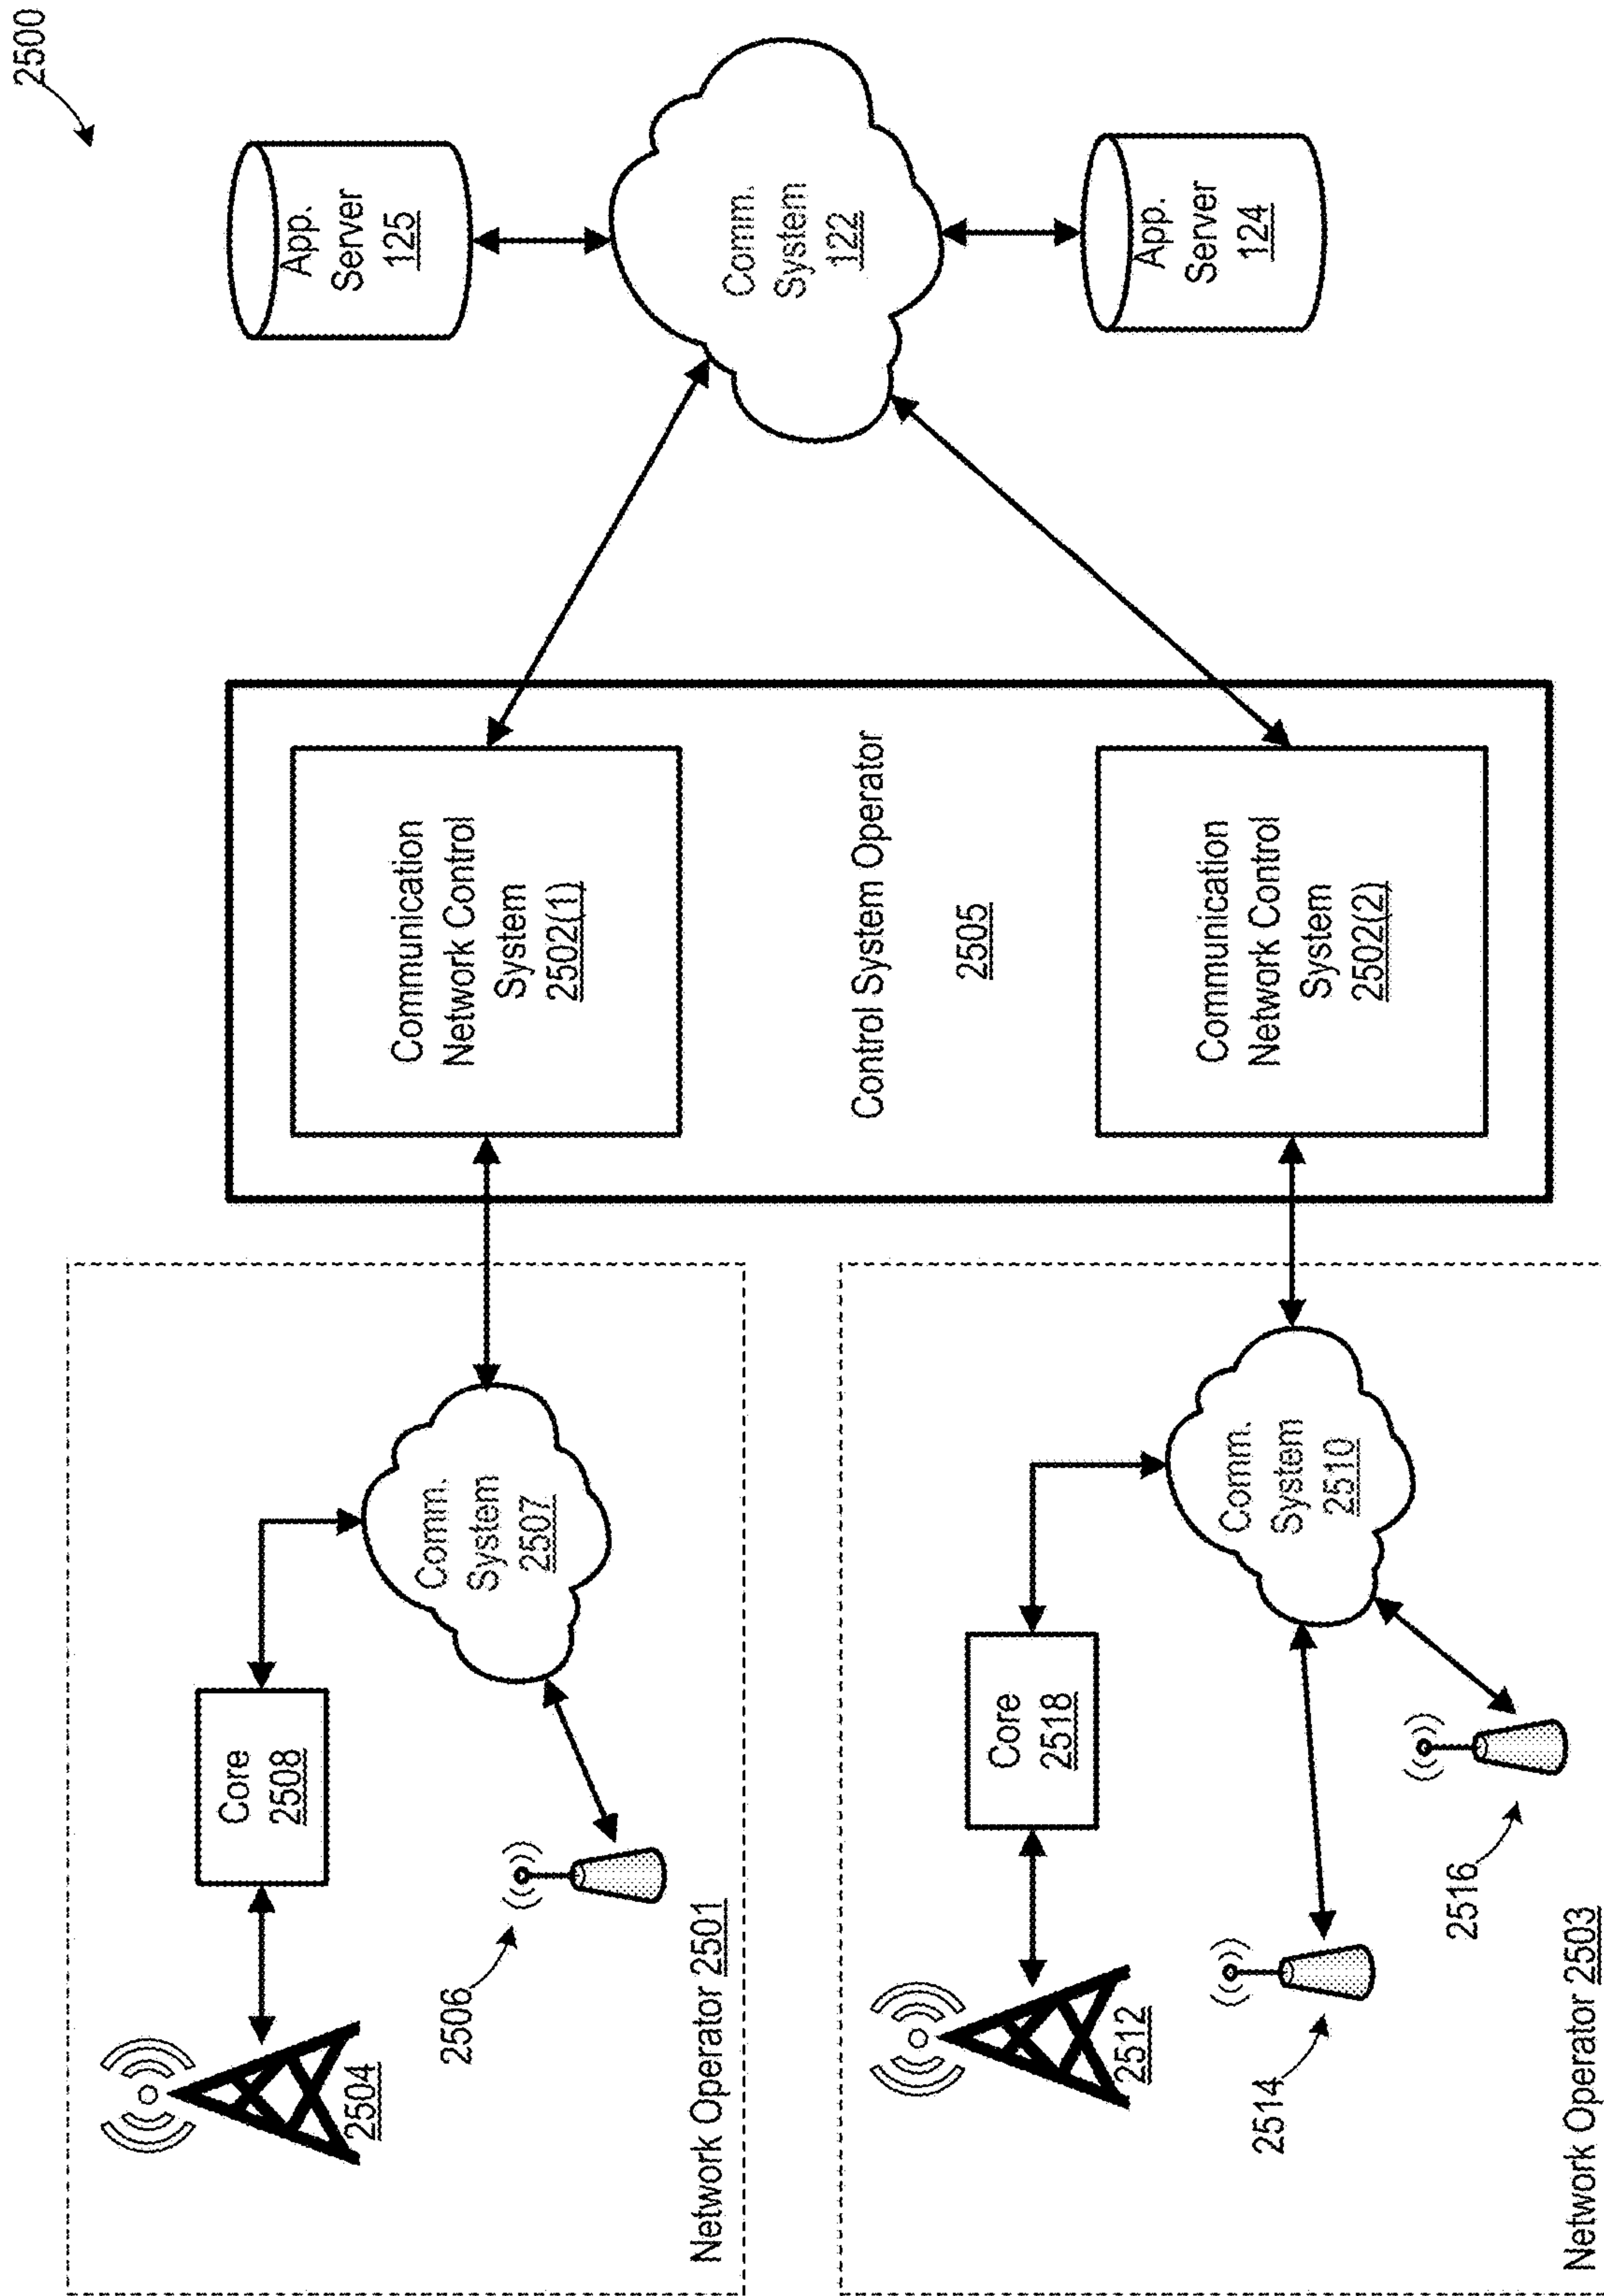 2500
App.
Server
125
Comm.
System
122
App.
Server
124
Communication
Network Control
System
2502(1)
Control System Operator
2505
Communication
Network Control
System
2502(2)
Comm.
System
2507
Core
2508
2504
2506
Network Operator 2501
Comm.
System
2510
Core
2518
2512
2514
2516
Network Operator 2503